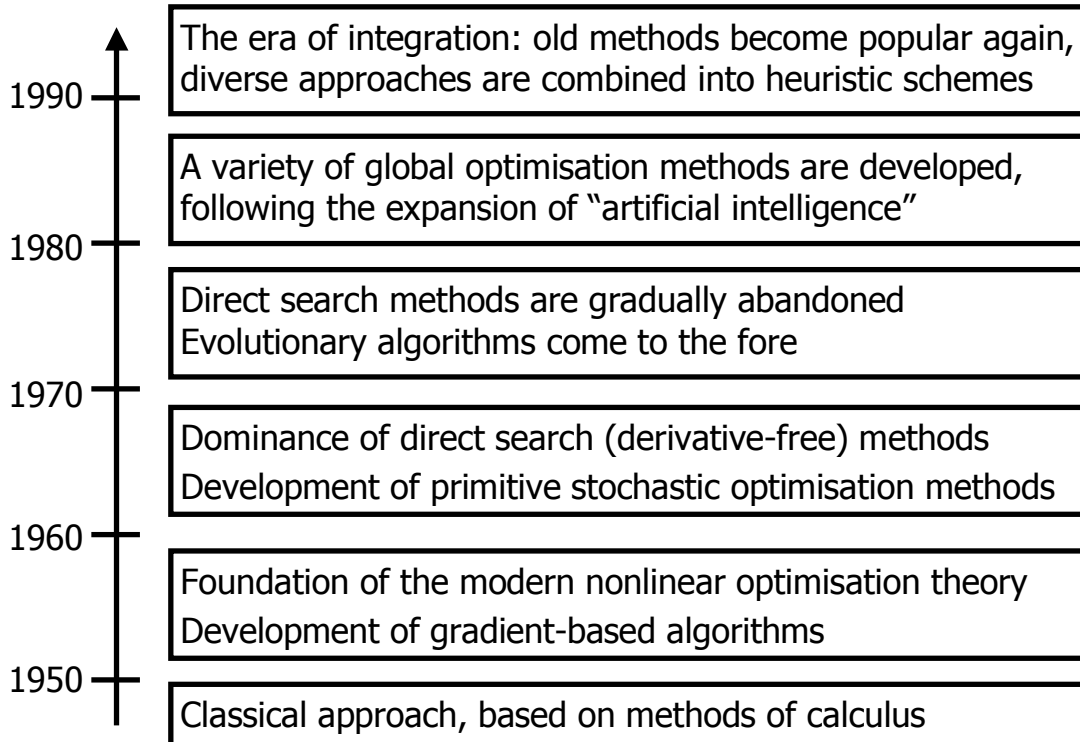 The era of integration: old methods become popular again,
diverse approaches are combined into heuristic schemes
1990
A variety of global optimisation methods are developed,
following the expansion of “artificial intelligence”
1980
Direct search methods are gradually abandoned
Evolutionary algorithms come to the fore
1970
Dominance of direct search (derivative-free) methods
Development of primitive stochastic optimisation methods
1960
Foundation of the modern nonlinear optimisation theory
Development of gradient-based algorithms
1950
Classical approach, based on methods of calculus